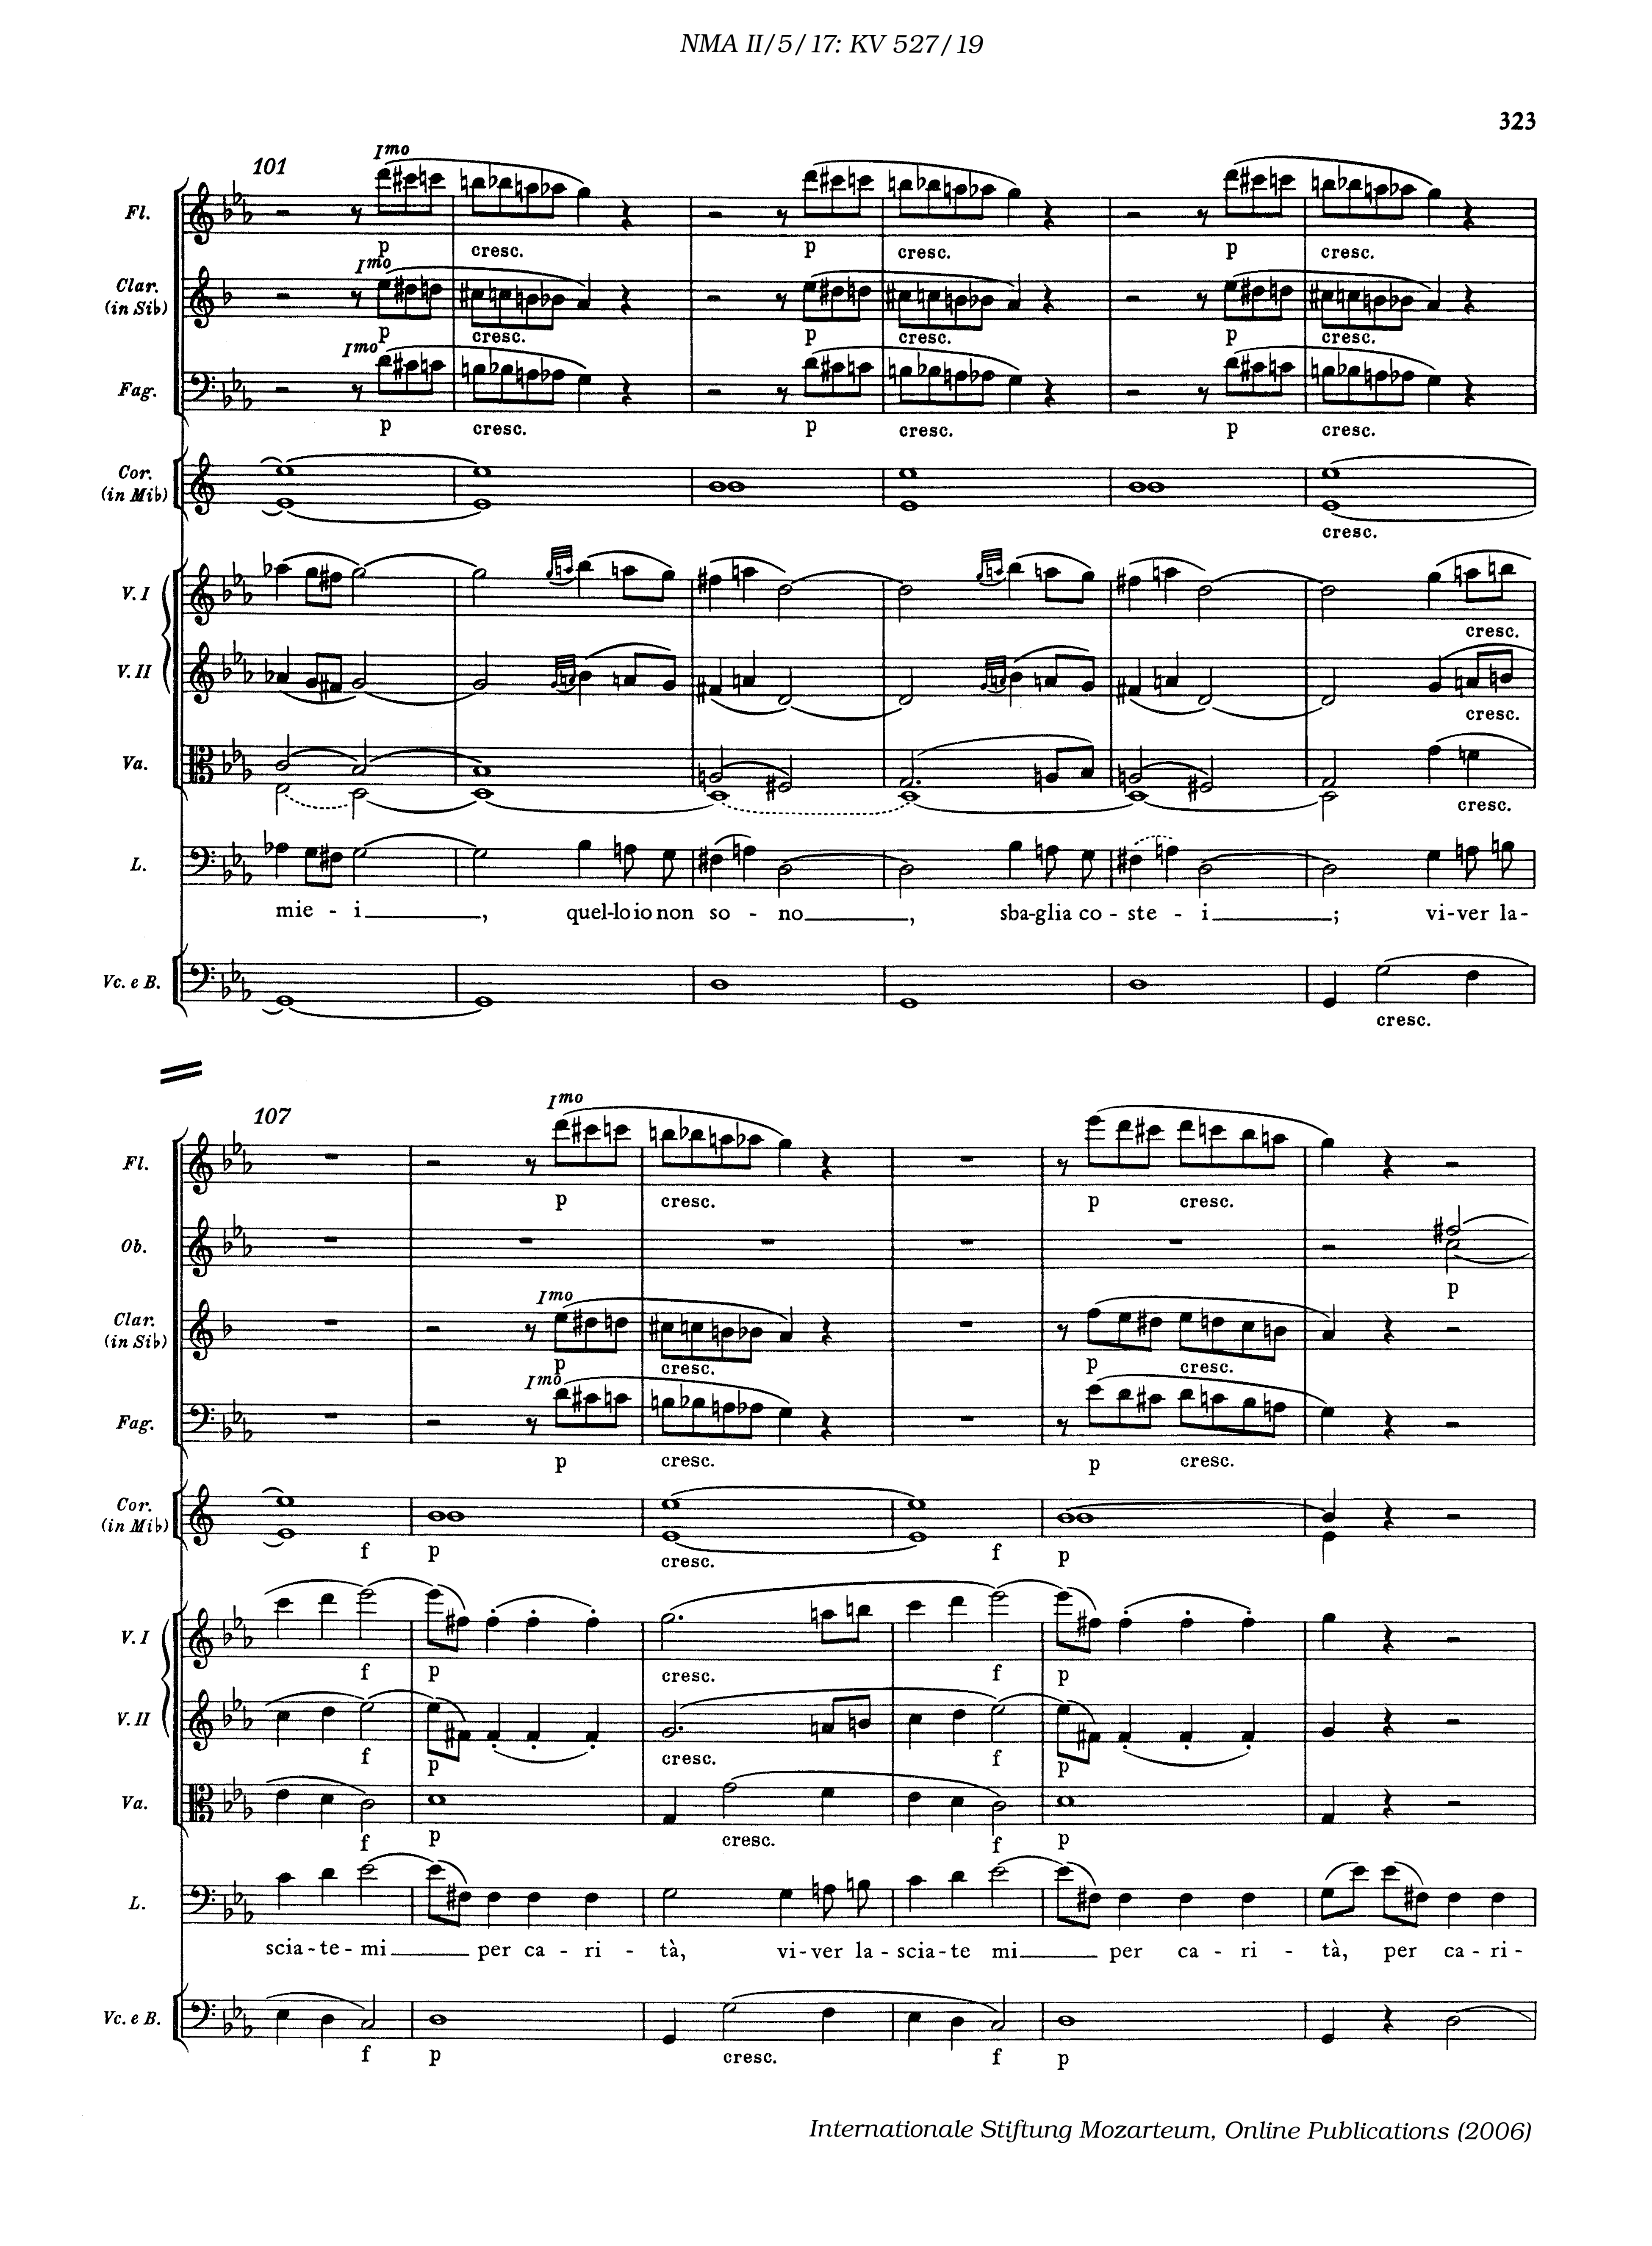 NMA II/5/17: KV 527/19
323
101
Imo
Fl.
p cresc. p cresc. p cresc.
Imo
Clar.
(in Sib)
p cresc. p cresc. p cresc.
Imo
Fag.
p cresc. p cresc. p cresc.
Cor.
(in Mib)
cresc.
V. I
cresc.
V. II
cresc.
Va.
cresc.
L.
mie - i , quel-lo io non so - no , sba-glia co - ste - i ; vi-ver la-
Vc. e B.
cresc.
107
Imo
Fl.
p cresc. p cresc.
Ob.
p
Imo
Clar.
(in Sib)
p cresc. p cresc.
Imo
Fag.
p cresc. p cresc.
Cor.
(in Mib)
f p cresc. f p
V. I
f p cresc. f p
V. II
f p cresc. f p
Va.
f p cresc. f p
L.
scia-te-mi per ca - ri - tà, vi-ver la-scia-te mi per ca - ri - tà, per ca-ri-
Vc. e B.
f p cresc. f p
Internationale Stiftung Mozarteum, Online Publications (2006)